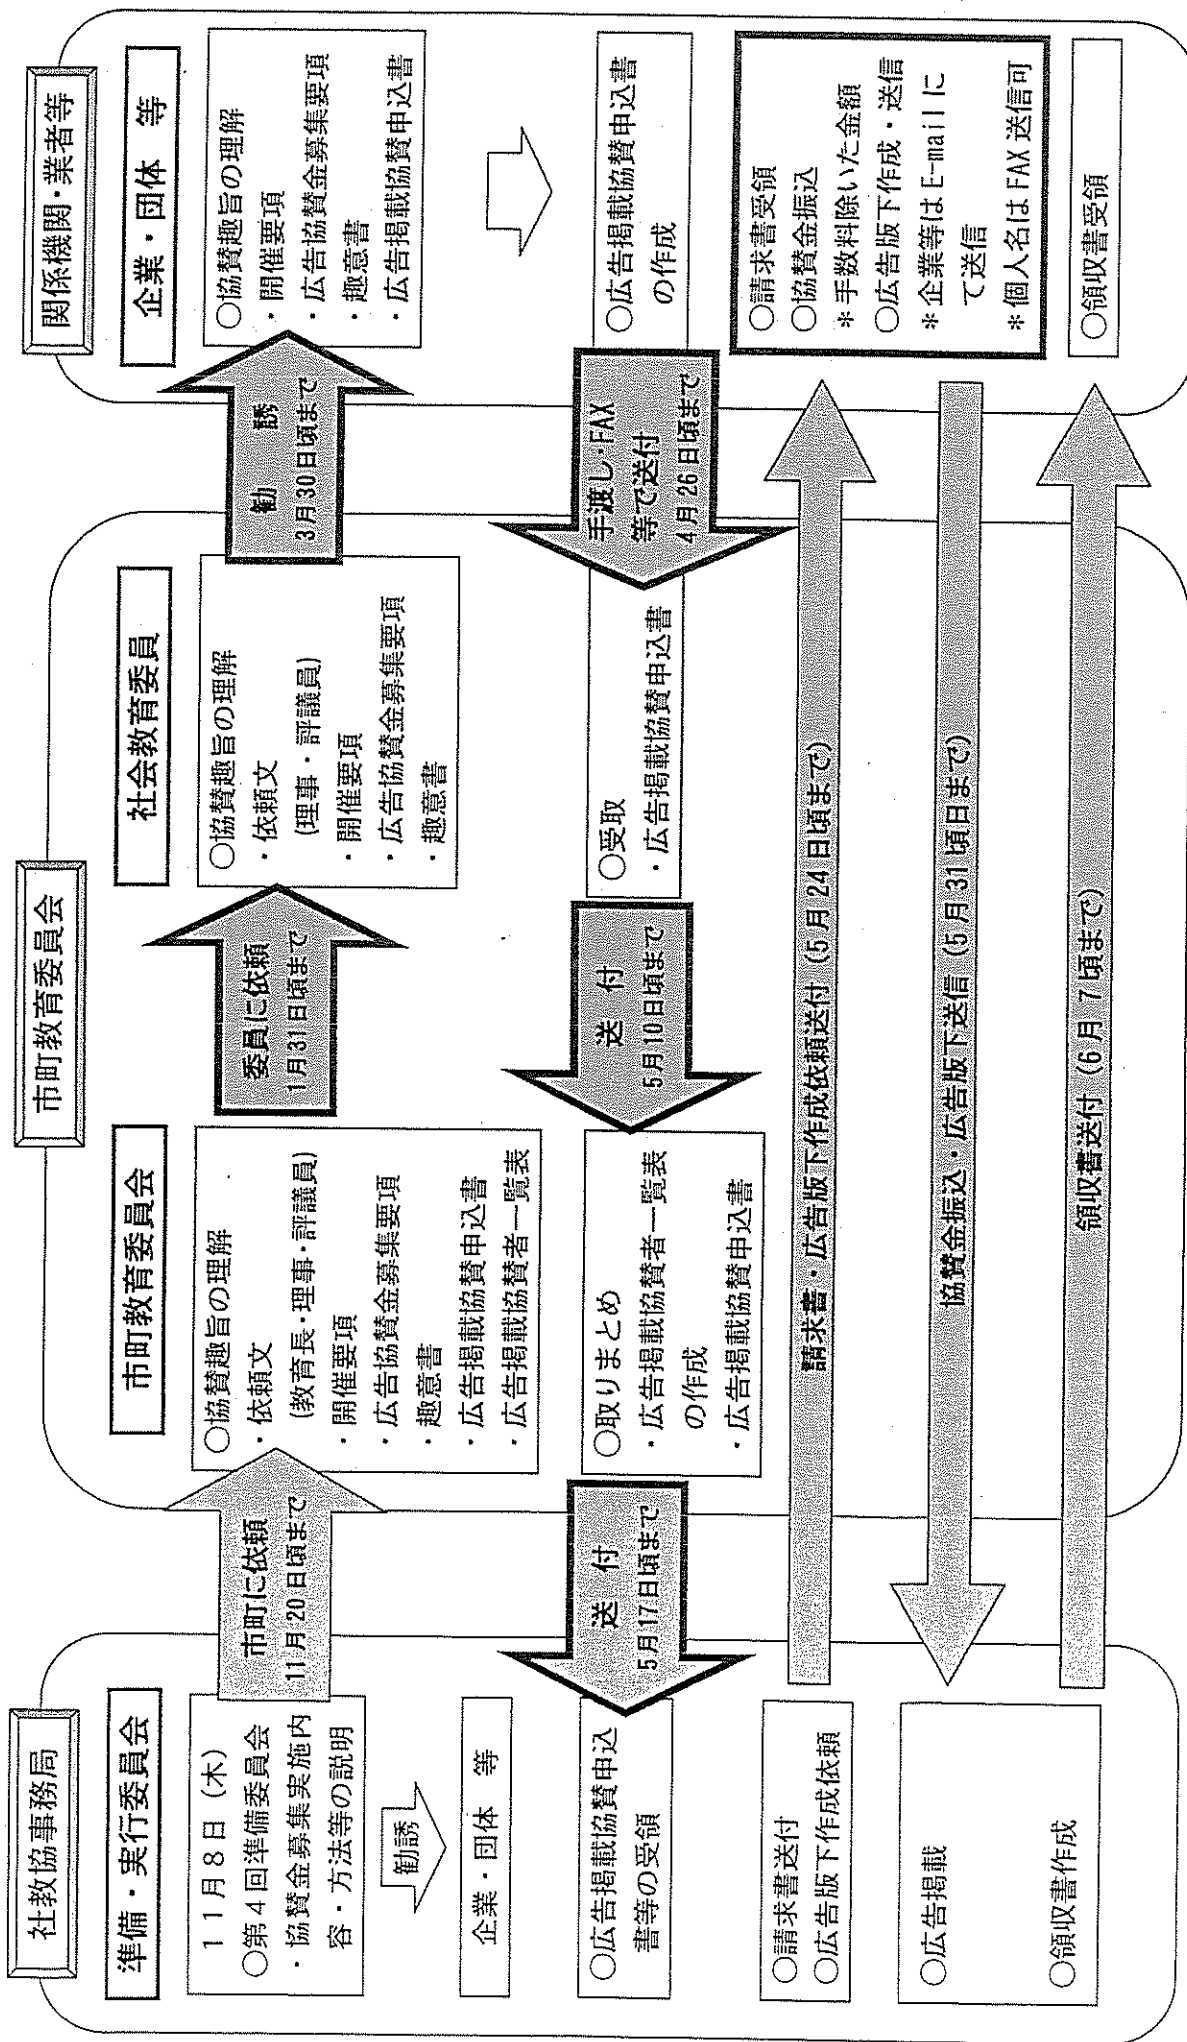 社教協事務局
準備・実行委員会
11月8日（木）
○第4回準備委員会
・協賛金募集実施内
容・方法等の説明
勧誘
企業・団体　等
○広告掲載協賛申込
書等の受領
○請求書送付
○広告版下作成依頼
○広告掲載
○領収書作成
市町に依頼
11月20日頃まで
送　付
5月17日頃まで
市町教育委員会
市町教育委員会
○協賛趣旨の理解
・依頼文
(教育長・理事・評議員)
・開催要項
・広告協賛金募集要項
・趣意書
・広告掲載協賛申込書
・広告掲載協賛者一覧表
○取りまとめ
・広告掲載協賛者一覧表
の作成
・広告掲載協賛申込書
委員に依頼
1月31日頃まで
送　付
5月10日頃まで
社会教育委員
○協賛趣旨の理解
・依頼文
(理事・評議員)
・開催要項
・広告協賛金募集要項
・趣意書
○受取
・広告掲載協賛申込書
勧　誘
3月30日頃まで
手渡し・FAX
等で送付
4月26日頃まで
請求書・広告版下作成依頼送付（5月24日頃まで）
協賛金振込・広告版下送信（5月31頃日まで）
領収書送付（6月7頃まで）
関係機関・業者等
企業・団体　等
○協賛趣旨の理解
・開催要項
・広告協賛金募集要項
・趣意書
・広告掲載協賛申込書
○広告掲載協賛申込書
の作成
○請求書受領
○協賛金振込
＊手数料除いた金額
○広告版下作成・送信
＊企業等はE-mailに
て送信
＊個人名はFAX送信可
○領収書受領